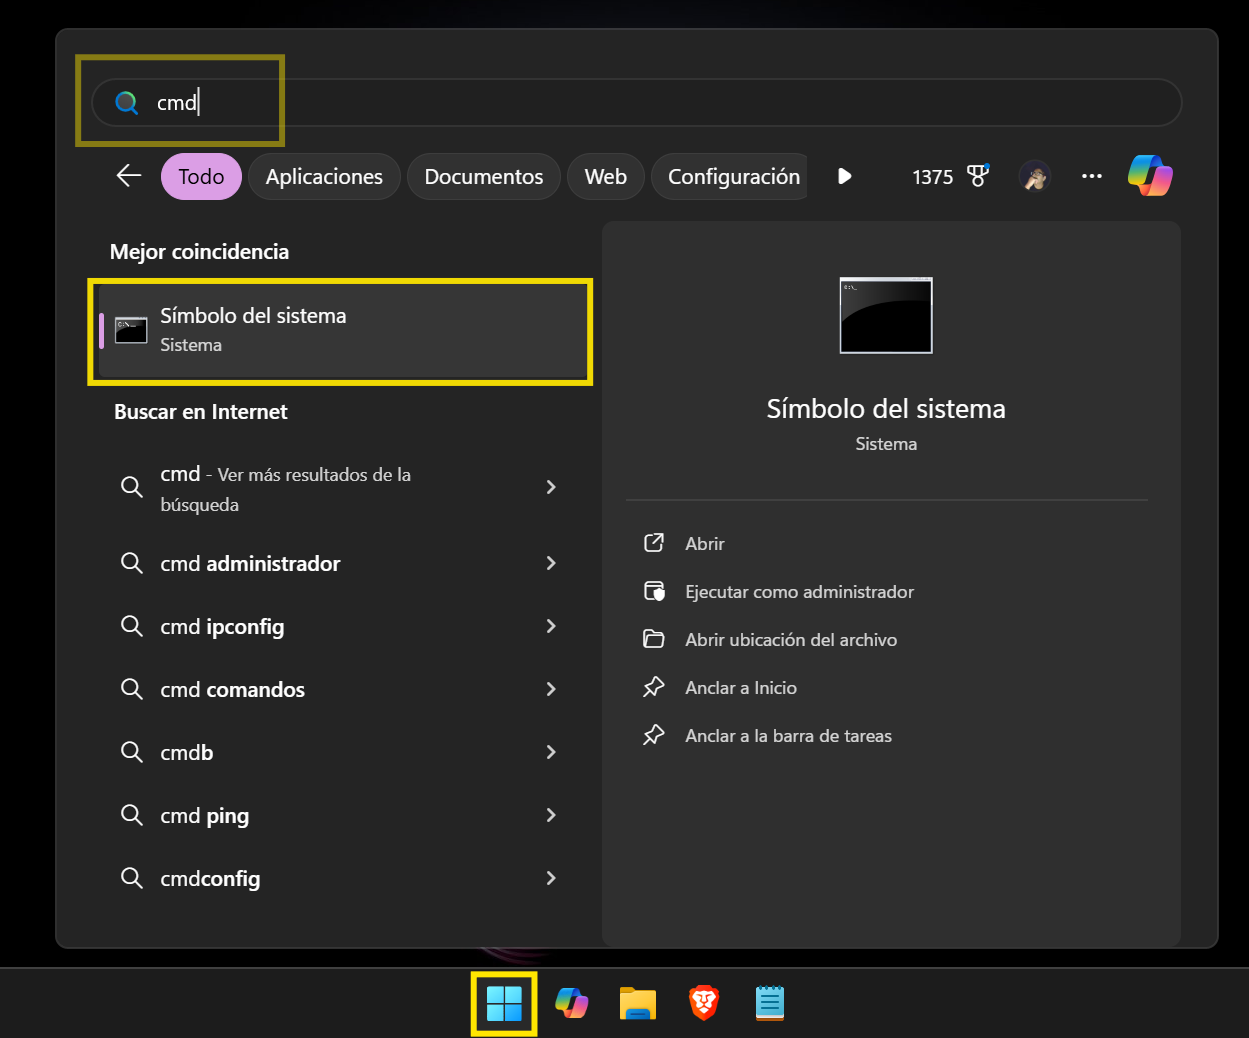 cmd
Todo
Aplicaciones
Documentos
Web
Configuración
1375
Mejor coincidencia
Símbolo del sistema
Sistema
Buscar en Internet
cmd - Ver más resultados de la
búsqueda
cmd administrador
cmd ipconfig
cmd comandos
cmdb
cmd ping
cmdconfig
C:\_
Símbolo del sistema
Sistema
Abrir
Ejecutar como administrador
Abrir ubicación del archivo
Anclar a Inicio
Anclar a la barra de tareas